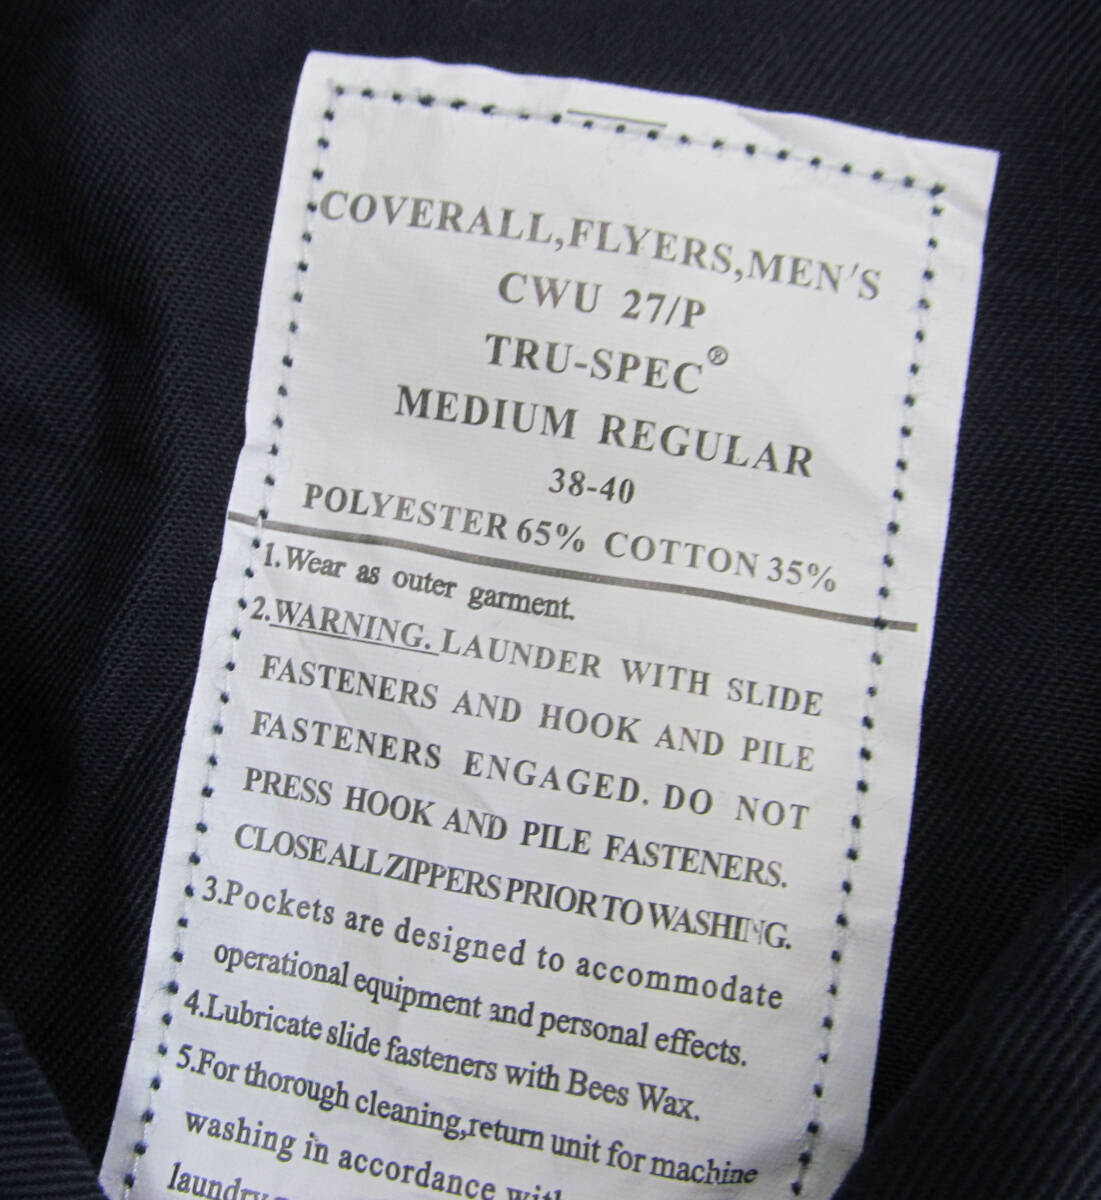 COVERALL,FLYERS,MEN'S
CWU 27/P
TRU-SPEC®
MEDIUM REGULAR
38-40
POLYESTER 65% COTTON 35%
1.Wear as outer garment.
2.WARNING. LAUNDER WITH SLIDE
FASTENERS AND HOOK AND PILE
FASTENERS ENGAGED. DO NOT
PRESS HOOK AND PILE FASTENERS.
CLOSE ALL ZIPPERS PRIOR TO WASHING.
3.Pockets are designed to accommodate
operational equipment and personal effects.
4.Lubricate slide fasteners with Bees Wax.
5.For thorough cleaning,return unit for machine
washing in accordance with
laundry